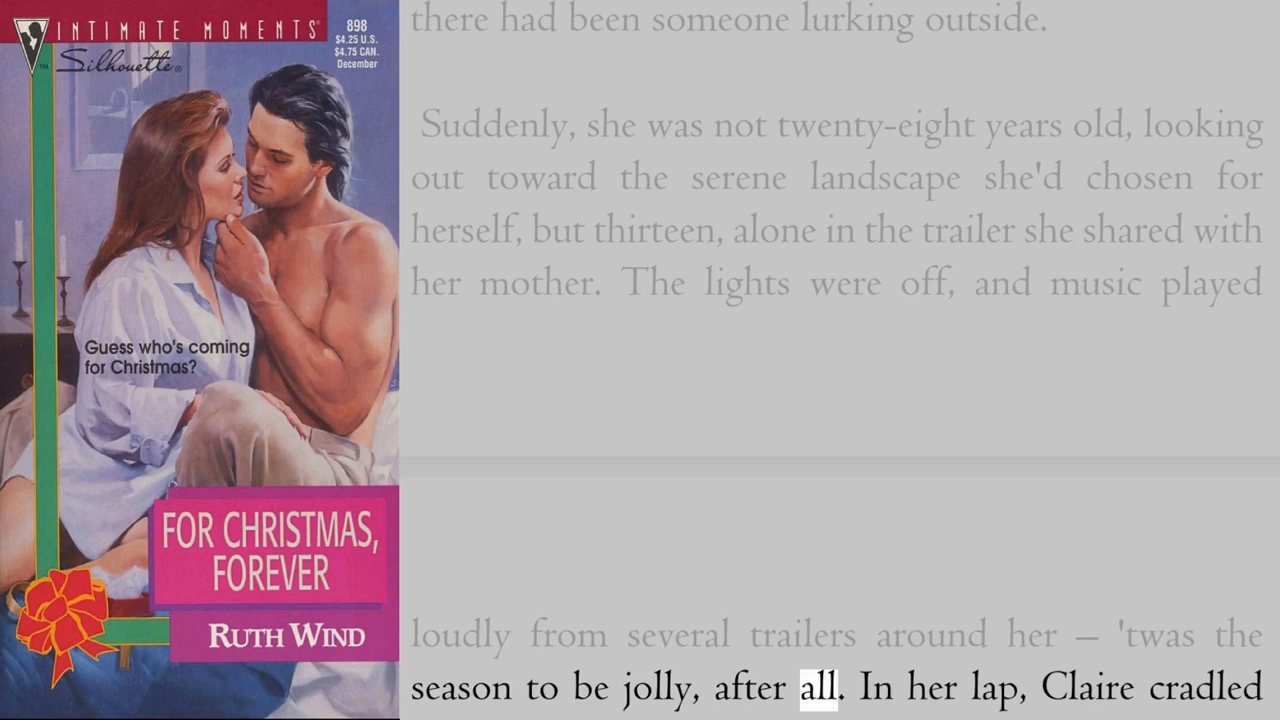 INTIMATE MOMENTS®
898
$4.25 U.S.
$4.75 CAN.
December
™
Silhouette®
Guess who's coming
for Christmas?
FOR CHRISTMAS,
FOREVER
RUTH WIND
there had been someone lurking outside.
Suddenly, she was not twenty-eight years old, looking
out toward the serene landscape she'd chosen for
herself, but thirteen, alone in the trailer she shared with
her mother. The lights were off, and music played
loudly from several trailers around her – 'twas the
season to be jolly, after all. In her lap, Claire cradled